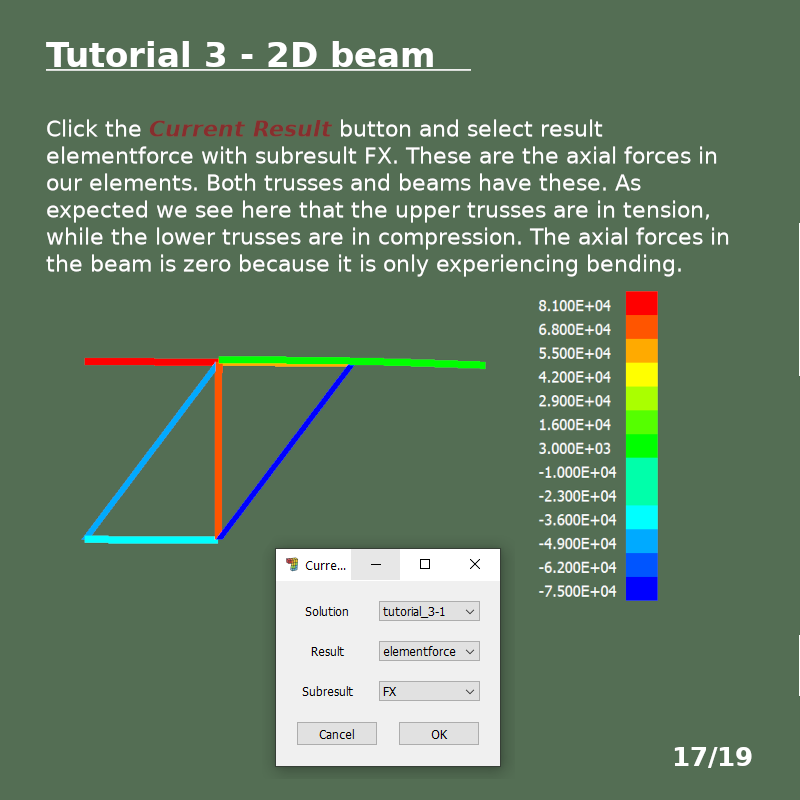 Tutorial 3 - 2D beam
Click the Current Result button and select result
elementforce with subresult FX. These are the axial forces in
our elements. Both trusses and beams have these. As
expected we see here that the upper trusses are in tension,
while the lower trusses are in compression. The axial forces in
the beam is zero because it is only experiencing bending.
8.100E+04
6.800E+04
5.500E+04
4.200E+04
2.900E+04
1.600E+04
3.000E+03
-1.000E+04
-2.300E+04
-3.600E+04
-4.900E+04
-6.200E+04
-7.500E+04
Curre...
Solution tutorial_3-1
Result elementforce
Subresult FX
Cancel OK
17/19